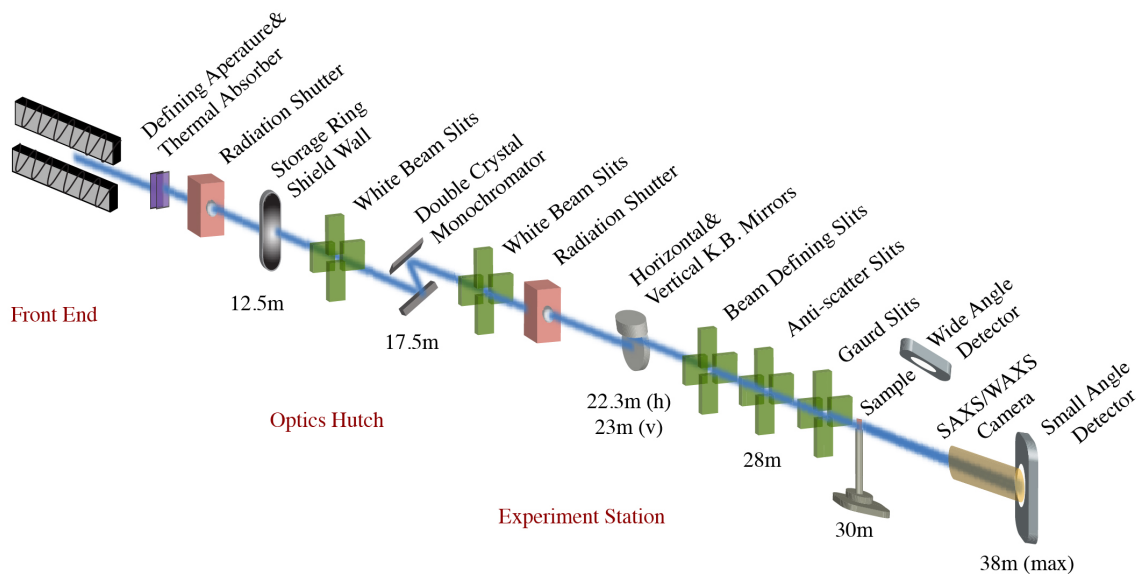 Defining Aperature&
Thermal Absorber
Radiation Shutter
Storage Ring
Shield Wall
White Beam Slits
Double Crystal
Monochromator
White Beam Slits
Radiation Shutter
Horizontal&
Vertical K.B. Mirrors
Beam Defining Slits
Anti-scatter Slits
Gaurd Slits
Sample
Wide Angle
Detector
SAXS/WAXS
Camera
Small Angle
Detector
Front End
12.5m
17.5m
Optics Hutch
22.3m (h)
23m (v)
28m
Experiment Station
30m
38m (max)